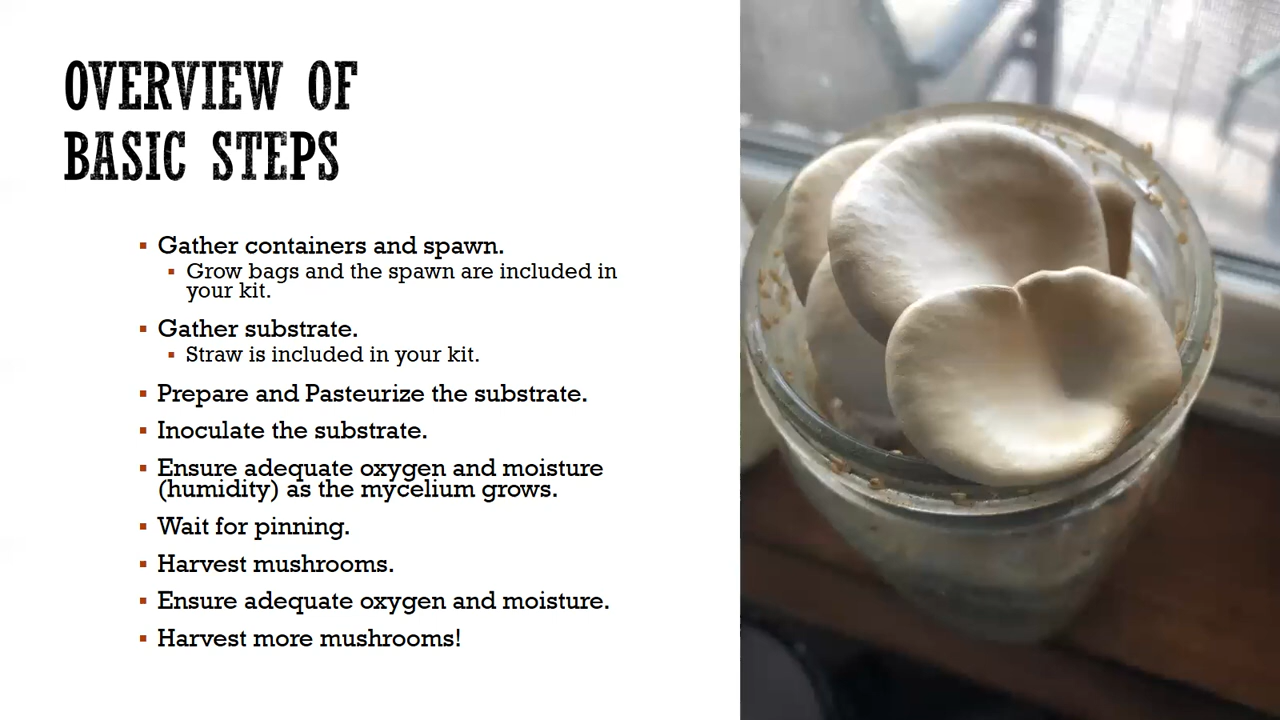 OVERVIEW OF
BASIC STEPS
▪ Gather containers and spawn.
▪ Grow bags and the spawn are included in
your kit.
▪ Gather substrate.
▪ Straw is included in your kit.
▪ Prepare and Pasteurize the substrate.
▪ Inoculate the substrate.
▪ Ensure adequate oxygen and moisture
(humidity) as the mycelium grows.
▪ Wait for pinning.
▪ Harvest mushrooms.
▪ Ensure adequate oxygen and moisture.
▪ Harvest more mushrooms!